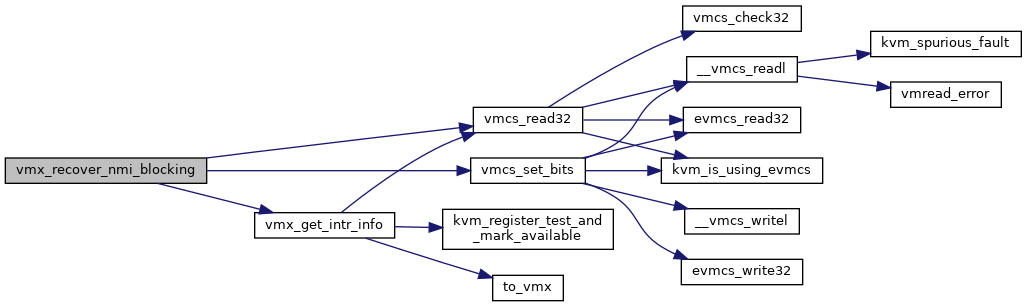 vmcs_check32
kvm_spurious_fault
__vmcs_readl
vmread_error
vmcs_read32
evmcs_read32
vmx_recover_nmi_blocking
vmcs_set_bits
kvm_is_using_evmcs
vmx_get_intr_info
kvm_register_test_and
_mark_available
__vmcs_writel
to_vmx
evmcs_write32